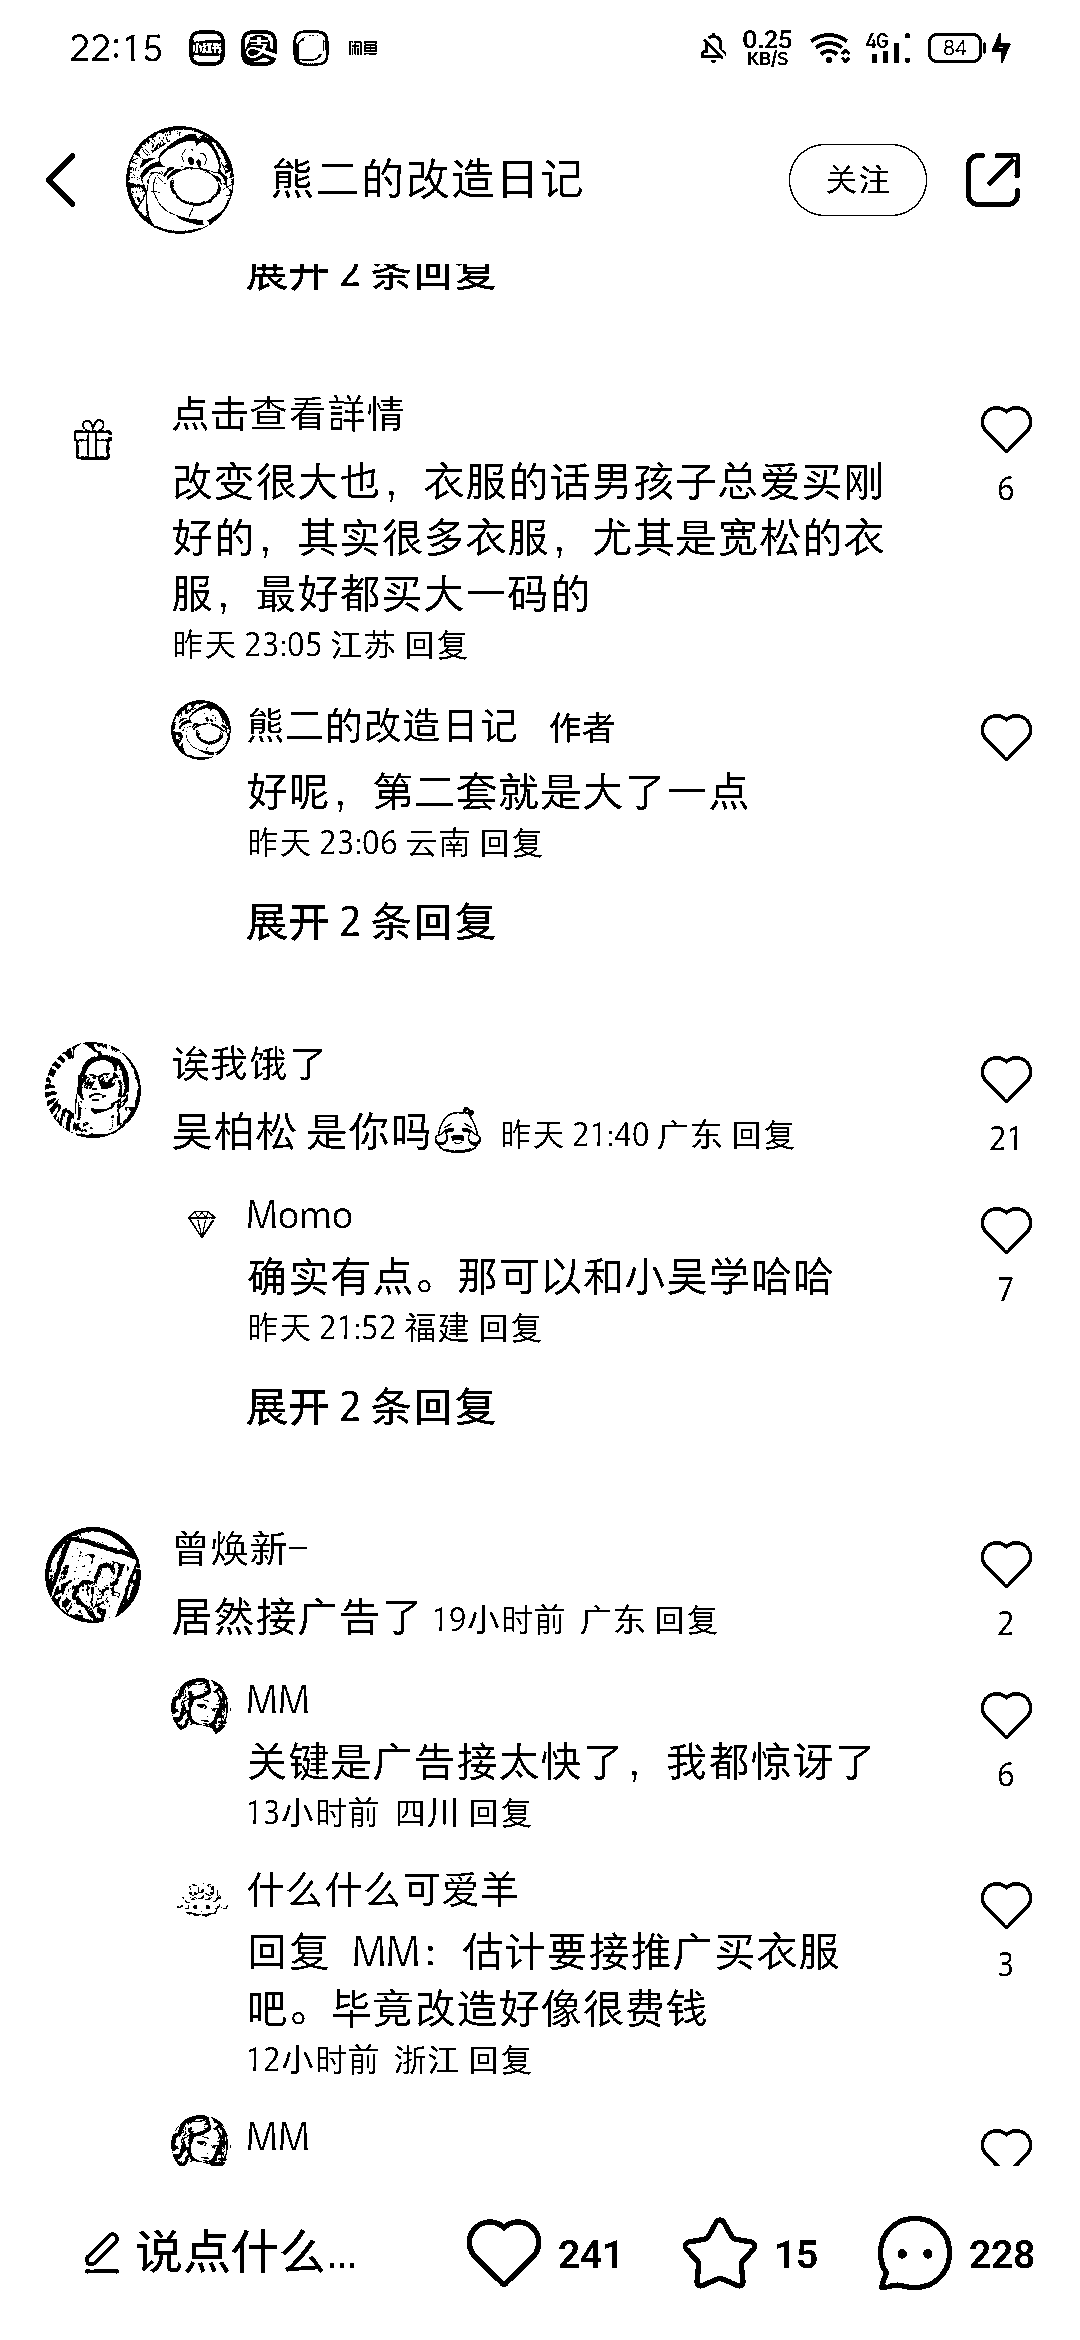 22:15 小红书 支 闲鱼 0.25 KB/S 4G 84
熊二的改造日记 关注
展开 2 条回复
点击查看詳情
改变很大也，衣服的话男孩子总爱买刚
好的，其实很多衣服，尤其是宽松的衣
服，最好都买大一码的
6
昨天 23:05 江苏 回复
熊二的改造日记 作者
好呢，第二套就是大了一点
昨天 23:06 云南 回复
展开 2 条回复
诶我饿了
吴柏松 是你吗 昨天 21:40 广东 回复
21
Momo
确实有点。那可以和小吴学哈哈
7
昨天 21:52 福建 回复
展开 2 条回复
曾焕新–
居然接广告了 19小时前 广东 回复
2
MM
关键是广告接太快了，我都惊讶了
6
13小时前 四川 回复
什么什么可爱羊
回复 MM：估计要接推广买衣服
3
吧。毕竟改造好像很费钱
12小时前 浙江 回复
MM
说点什么... 241 15 228